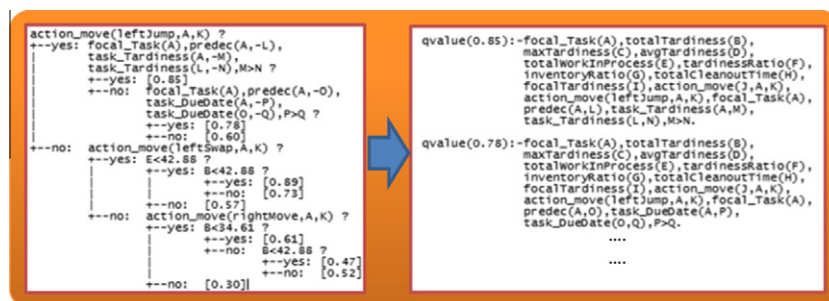 action_move(leftJump,A,K) ?
+--yes: focal_Task(A),predec(A,-L),
|       task_Tardiness(A,-M),
|       task_Tardiness(L,-N),M>N ?
|       +--yes: [0.85]
|       +--no:  focal_Task(A),predec(A,-O),
|               task_DueDate(A,-P),
|               task_DueDate(O,-Q),P>Q ?
|               +--yes: [0.78]
|               +--no:  [0.60]
+--no:  action_move(leftSwap,A,K) ?
        +--yes: E<42.88 ?
        |       +--yes: B<42.88 ?
        |       |       +--yes: [0.89]
        |       |       +--no:  [0.73]
        |       +--no:  [0.57]
        +--no:  action_move(rightMove,A,K) ?
                +--yes: B<34.61 ?
                |       +--yes: [0.61]
                |       +--no:  B<42.88 ?
                |               +--yes: [0.47]
                |               +--no:  [0.52]
                +--no:  [0.30]
qvalue(0.85):-focal_Task(A),totalTardiness(B),
maxTardiness(C),avgTardiness(D),
totalWorkInProcess(E),tardinessRatio(F),
inventoryRatio(G),totalCleanoutTime(H),
focalTardiness(I),action_move(J,A,K),
action_move(leftJump,A,K),focal_Task(A),
predec(A,L),task_Tardiness(A,M),
task_Tardiness(L,N),M>N.
qvalue(0.78):-focal_Task(A),totalTardiness(B),
maxTardiness(C),avgTardiness(D),
totalWorkInProcess(E),tardinessRatio(F),
inventoryRatio(G),totalCleanoutTime(H),
focalTardiness(I),action_move(J,A,K),
action_move(leftJump,A,K),focal_Task(A),
predec(A,O),task_DueDate(A,P),
task_DueDate(O,Q),P>Q.
....
....